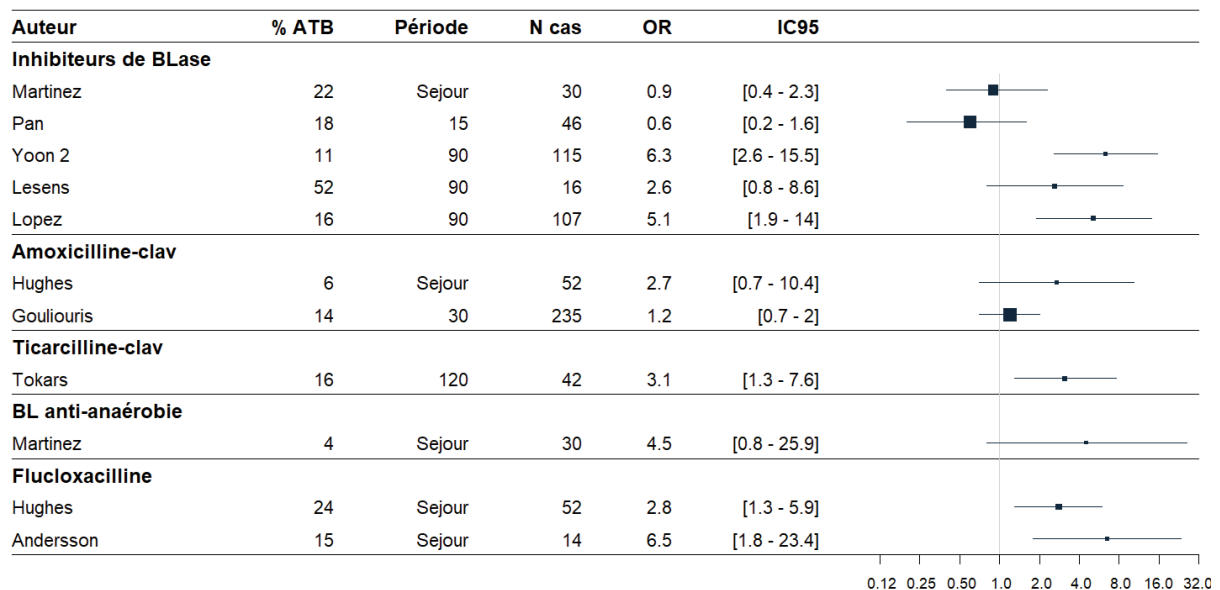 Auteur % ATB Période N cas OR IC95
Inhibiteurs de BLase
Martinez 22 Sejour 30 0.9 [0.4 - 2.3]
Pan 18 15 46 0.6 [0.2 - 1.6]
Yoon 2 11 90 115 6.3 [2.6 - 15.5]
Lesens 52 90 16 2.6 [0.8 - 8.6]
Lopez 16 90 107 5.1 [1.9 - 14]
Amoxicilline-clav
Hughes 6 Sejour 52 2.7 [0.7 - 10.4]
Gouliouris 14 30 235 1.2 [0.7 - 2]
Ticarcilline-clav
Tokars 16 120 42 3.1 [1.3 - 7.6]
BL anti-anaérobie
Martinez 4 Sejour 30 4.5 [0.8 - 25.9]
Flucloxacilline
Hughes 24 Sejour 52 2.8 [1.3 - 5.9]
Andersson 15 Sejour 14 6.5 [1.8 - 23.4]
0.12 0.25 0.50 1.0 2.0 4.0 8.0 16.0 32.0